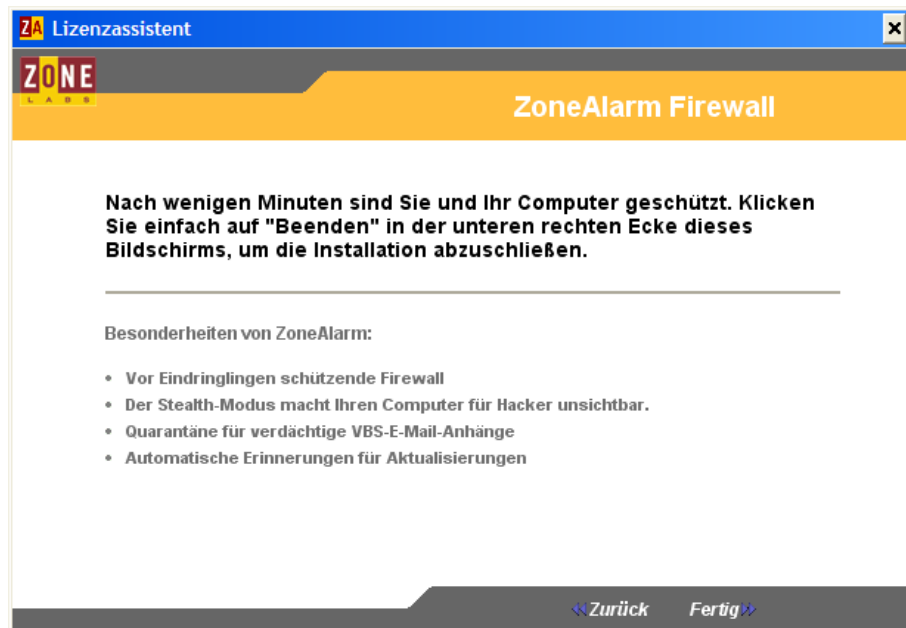 ZA Lizenzassistent
ZONE
LABS
ZoneAlarm Firewall
Nach wenigen Minuten sind Sie und Ihr Computer geschützt. Klicken
Sie einfach auf "Beenden" in der unteren rechten Ecke dieses
Bildschirms, um die Installation abzuschließen.
Besonderheiten von ZoneAlarm:
• Vor Eindringlingen schützende Firewall
• Der Stealth-Modus macht Ihren Computer für Hacker unsichtbar.
• Quarantäne für verdächtige VBS-E-Mail-Anhänge
• Automatische Erinnerungen für Aktualisierungen
Zurück Fertig